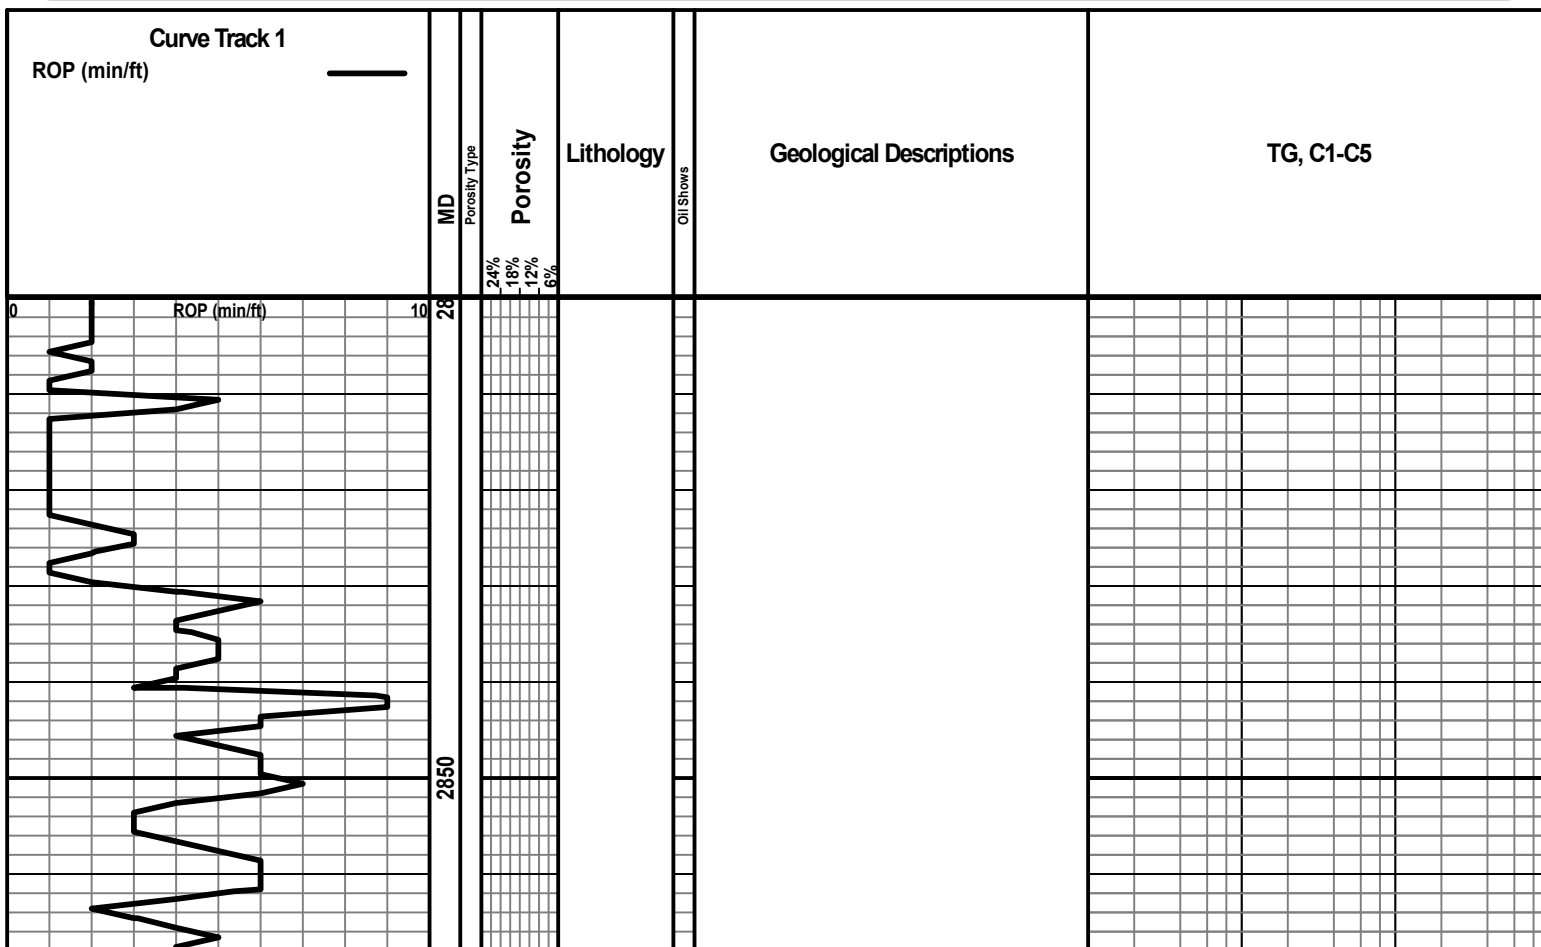 Curve Track 1
ROP (min/ft)
MD
Porosity Type
Porosity
24%
18%
12%
6%
Lithology
Oil Shows
Geological Descriptions
TG, C1-C5
0
ROP (min/ft)
10
28
2850